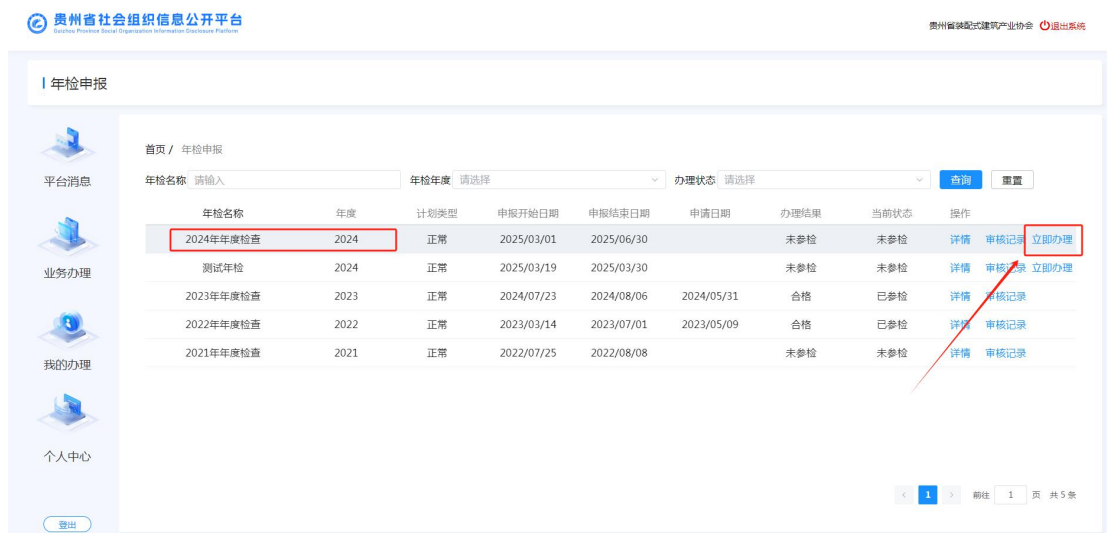 贵州省社会组织信息公开平台
Guizhou Province Social Organization Information Disclosure Platform
贵州省装配式建筑产业协会 退出系统
年检申报
平台消息
业务办理
我的办理
个人中心
登出
首页 / 年检申报
年检名称 请输入 年检年度 请选择 办理状态 请选择 查询 重置
年检名称 年度 计划类型 申报开始日期 申报结束日期 申请日期 办理结果 当前状态 操作
2024年年度检查 2024 正常 2025/03/01 2025/06/30 未参检 未参检 详情 审核记录 立即办理
测试年检 2024 正常 2025/03/19 2025/03/30 未参检 未参检 详情 审核记录 立即办理
2023年年度检查 2023 正常 2024/07/23 2024/08/06 2024/05/31 合格 已参检 详情 审核记录
2022年年度检查 2022 正常 2023/03/14 2023/07/01 2023/05/09 合格 已参检 详情 审核记录
2021年年度检查 2021 正常 2022/07/25 2022/08/08 未参检 未参检 详情 审核记录
< 1 > 前往 1 页 共 5 条